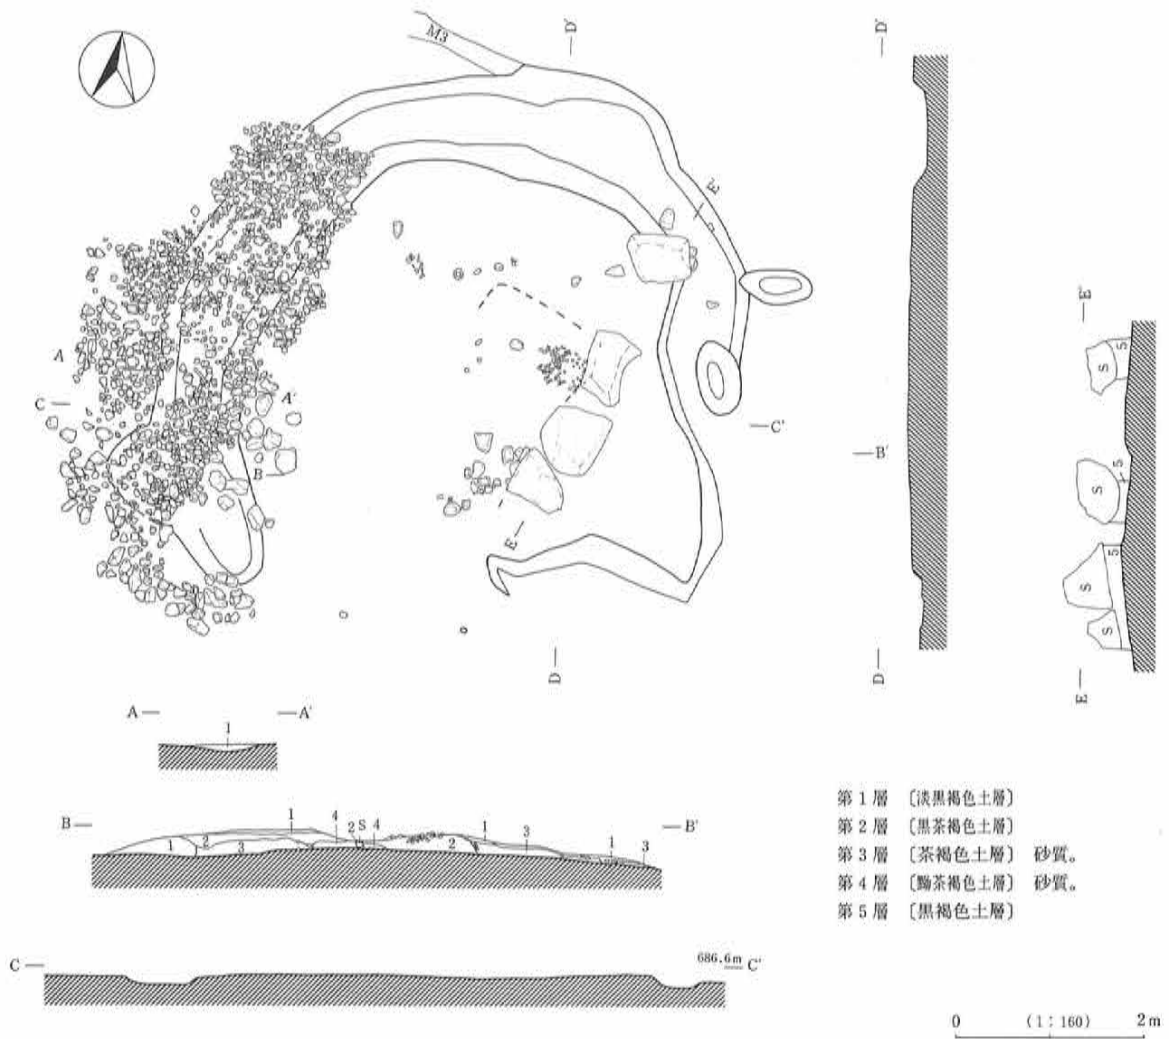 M3
D′
D′
E′
A
C
A′
B
C′
B′
E
D
D
E′
5
S
S
5
S
5
S
E
A
A′
1
B
B′
1
4
2
S
4
1
3
1
3
1
2
3
2
C
686.6m
C′
第1層 〔淡黒褐色土層〕
第2層 〔黒茶褐色土層〕
第3層 〔茶褐色土層〕 砂質。
第4層 〔黝茶褐色土層〕 砂質。
第5層 〔黒褐色土層〕
0 (1:160) 2m